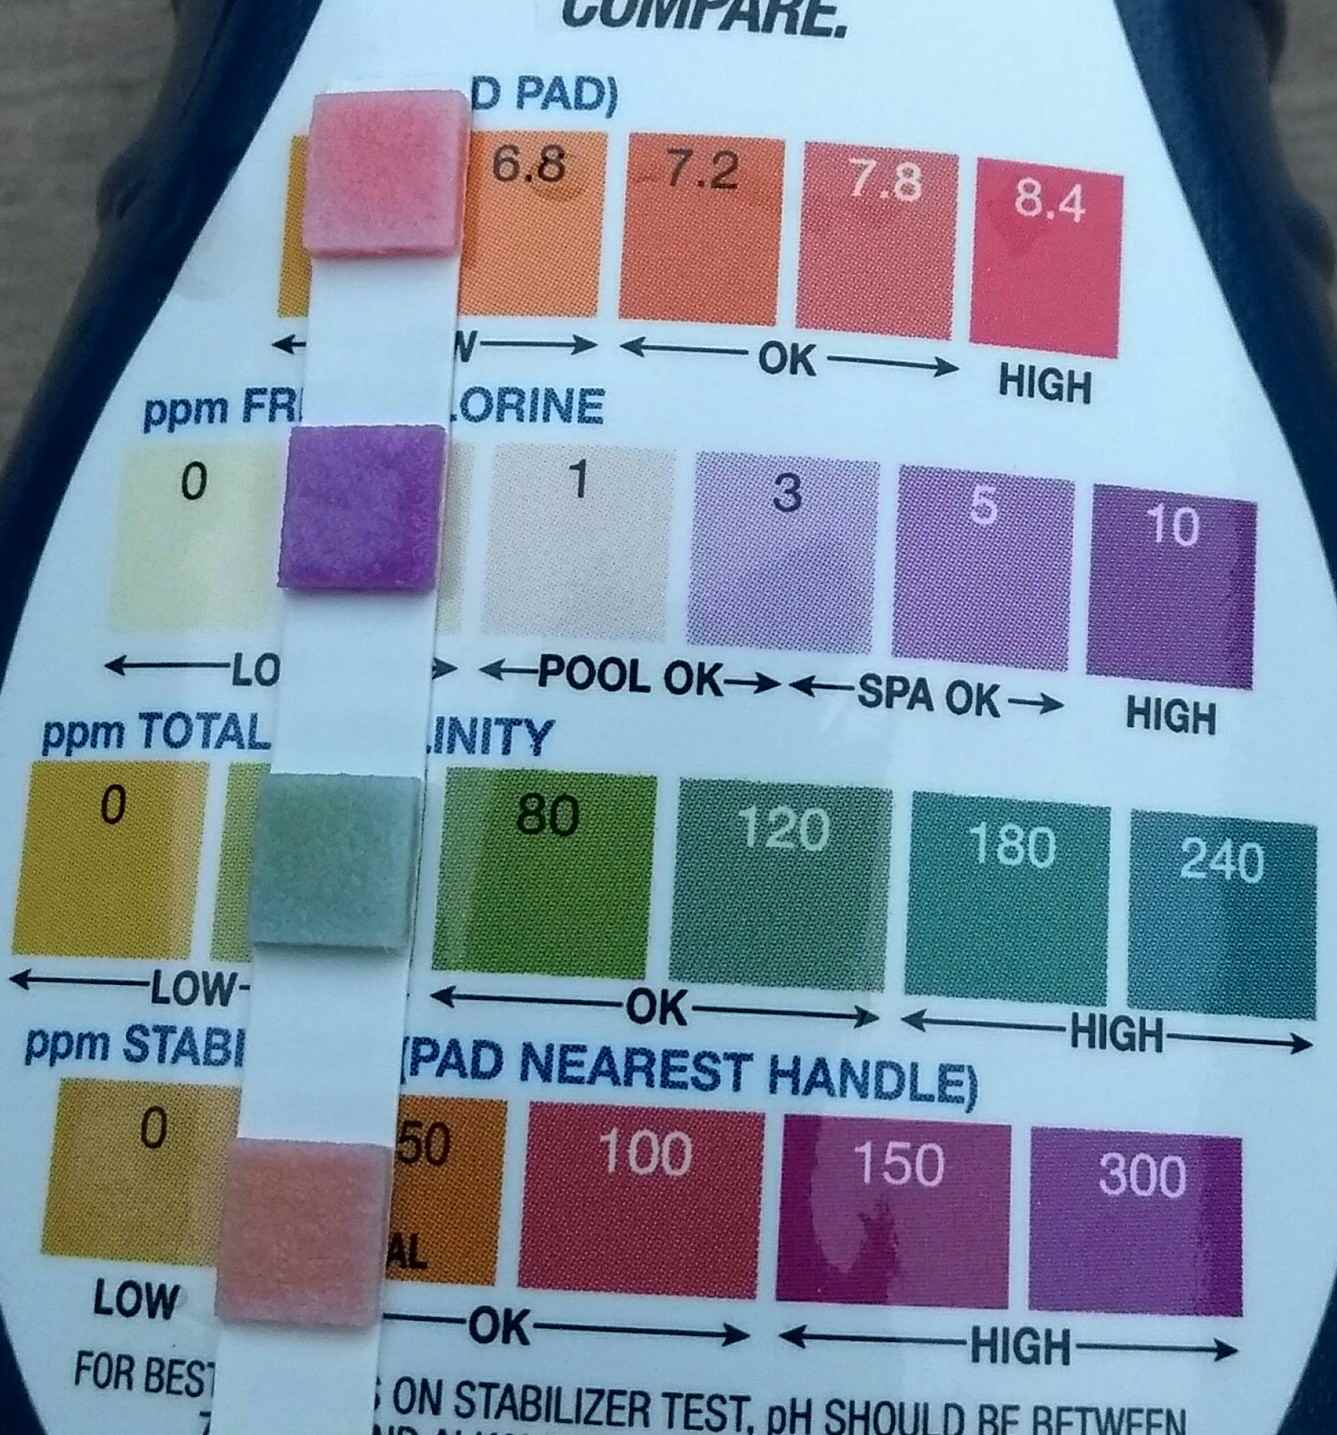 COMPARE.
D PAD)
6.8 7.2 7.8 8.4
W OK HIGH
ppm FR LORINE
0 1 3 5 10
LO POOL OK SPA OK HIGH
ppm TOTAL LINITY
0 80 120 180 240
LOW OK HIGH
ppm STABI (PAD NEAREST HANDLE)
0 50 100 150 300
AL
LOW OK HIGH
FOR BEST S ON STABILIZER TEST, pH SHOULD BE BETWEEN